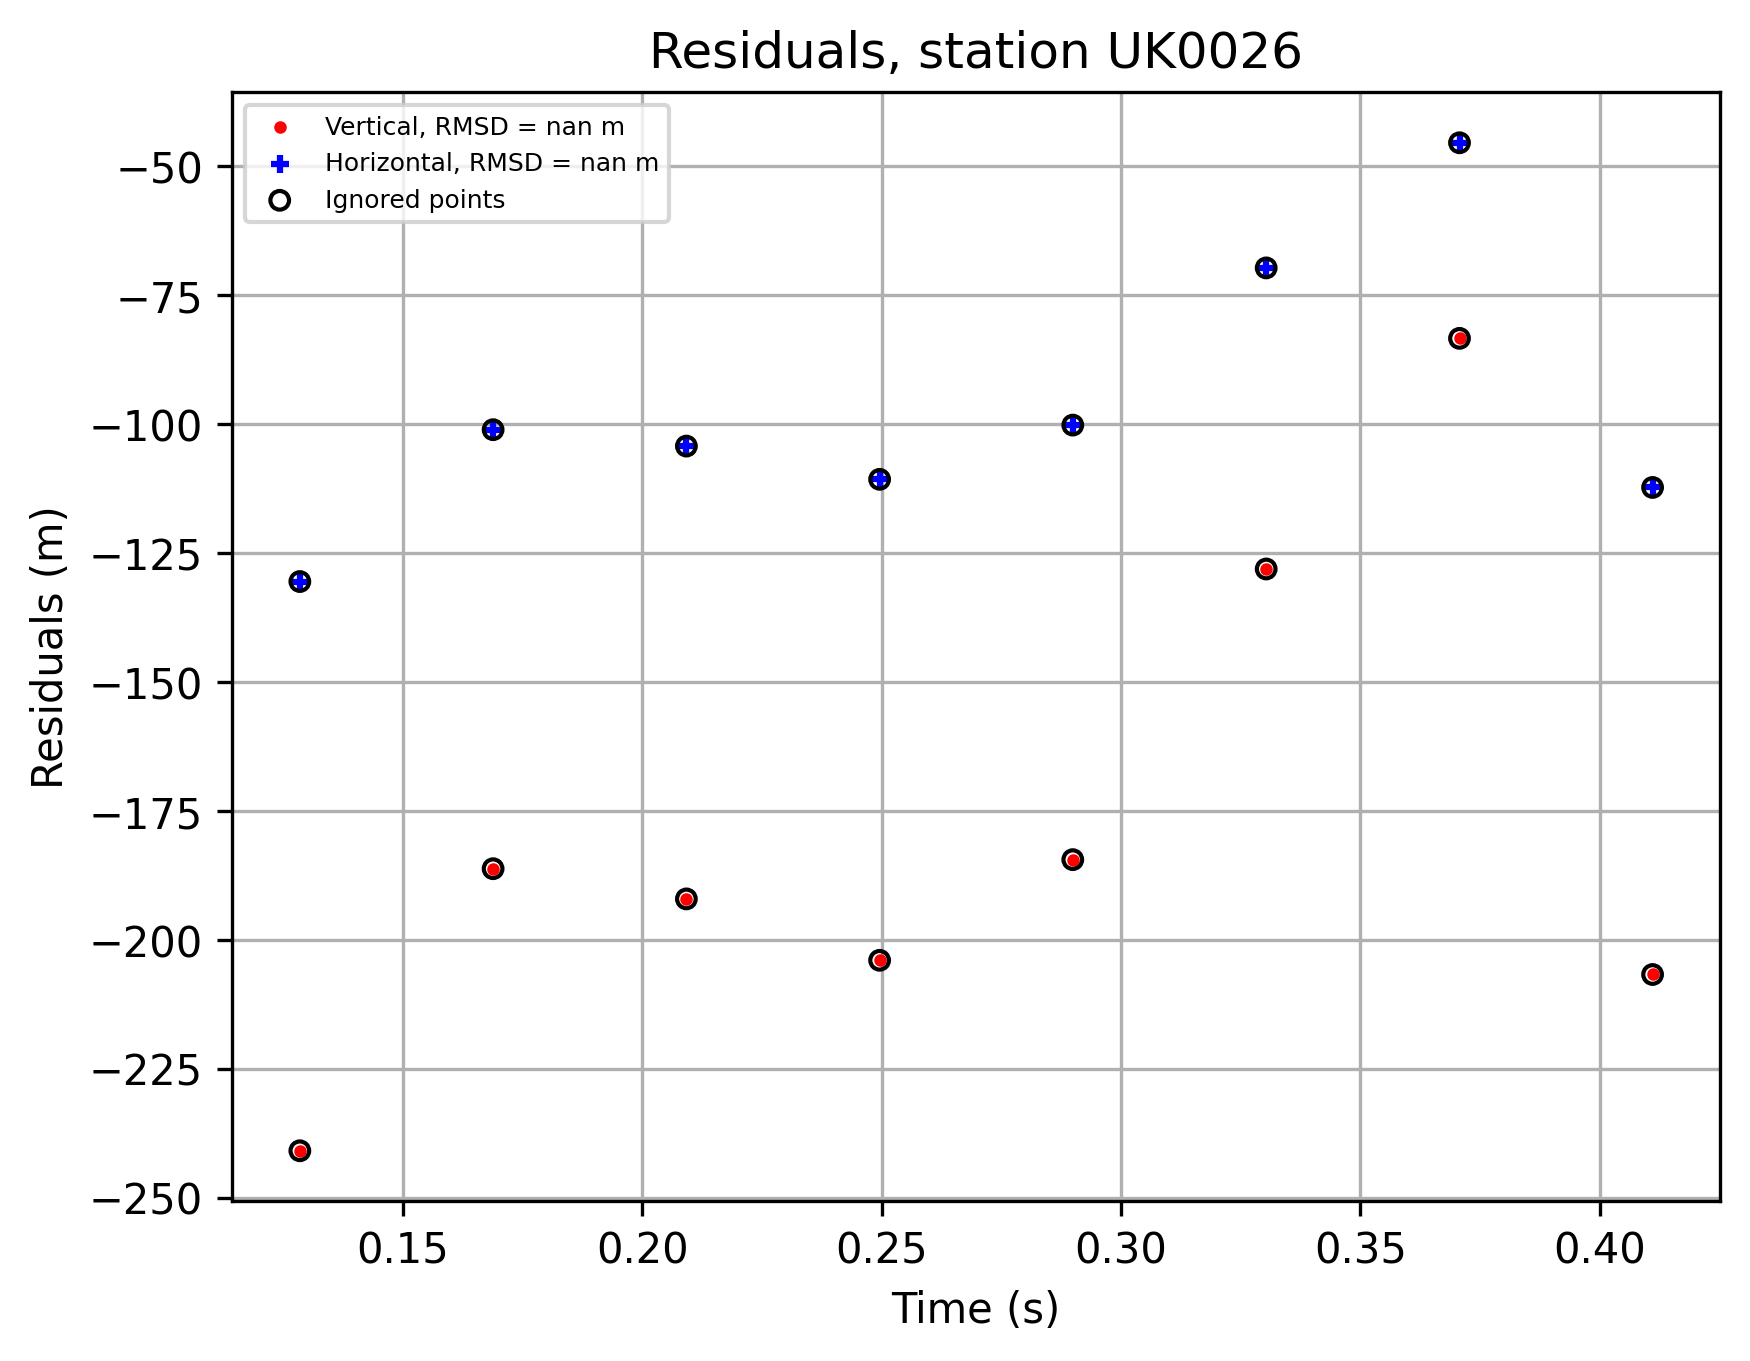 Residuals, station UK0026
Vertical, RMSD = nan m
Horizontal, RMSD = nan m
Ignored points
−50
−75
−100
−125
−150
−175
−200
−225
−250
Residuals (m)
0.15 0.20 0.25 0.30 0.35 0.40
Time (s)